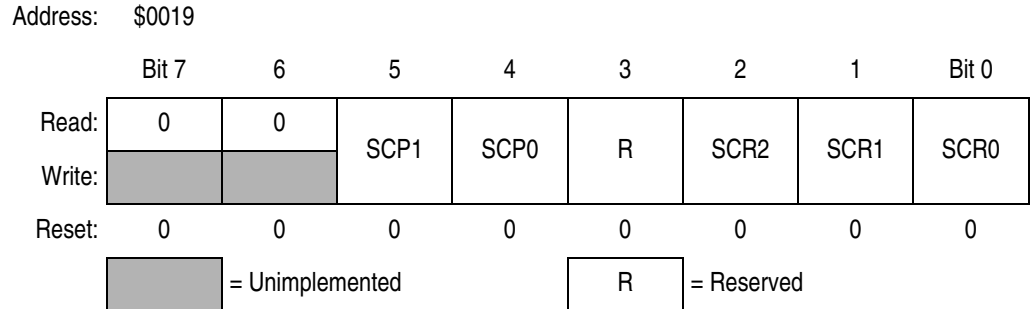 Address: $0019
Bit 7 6 5 4 3 2 1 Bit 0
Read: 0 0 SCP1 SCP0 R SCR2 SCR1 SCR0
Write:
Reset: 0 0 0 0 0 0 0 0
= Unimplemented R = Reserved